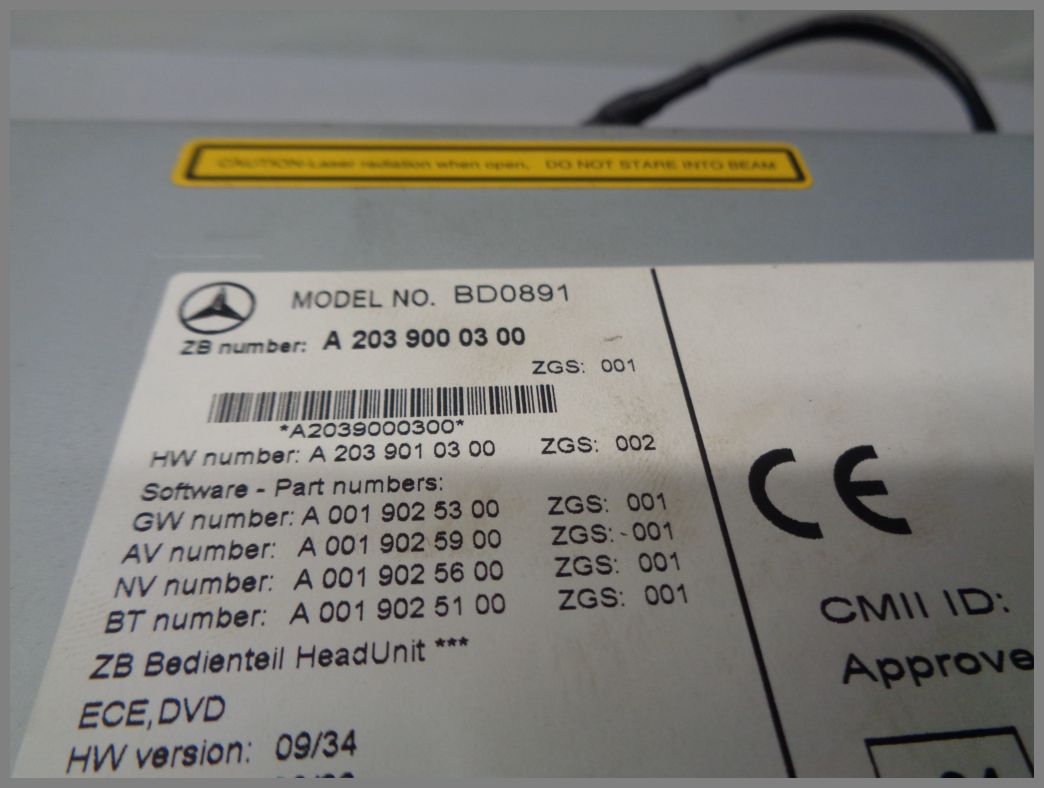 CAUTION-Laser radiation when open, DO NOT STARE INTO BEAM
MODEL NO. BD0891
ZB number: A 203 900 03 00
ZGS: 001
*A2039000300*
HW number: A 203 901 03 00 ZGS: 002
Software - Part numbers:
GW number: A 001 902 53 00 ZGS: 001
AV number: A 001 902 59 00 ZGS: 001
NV number: A 001 902 56 00 ZGS: 001
BT number: A 001 902 51 00 ZGS: 001
ZB Bedienteil HeadUnit ***
ECE, DVD
HW version: 09/34
CE
CMII ID:
Approve